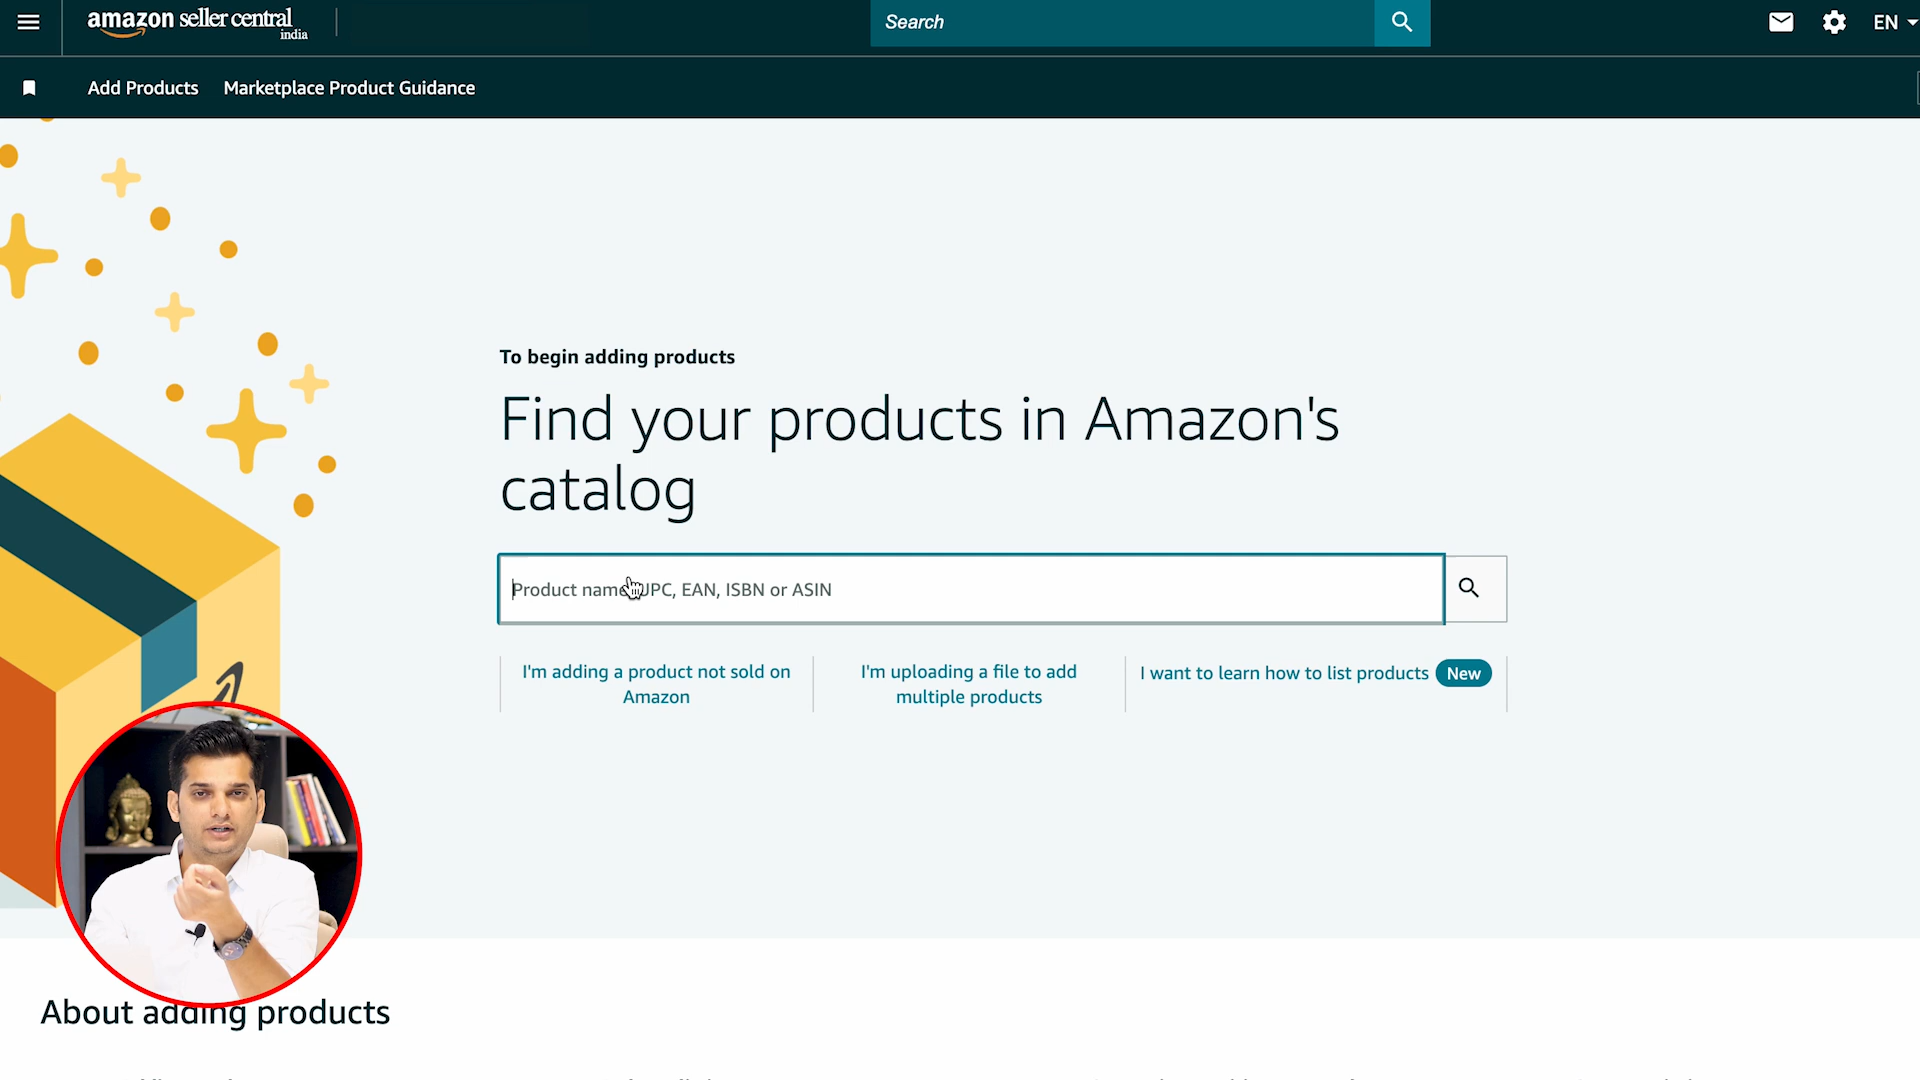 amazon seller central
india
Search
EN
Add Products
Marketplace Product Guidance
To begin adding products
Find your products in Amazon's
catalog
Product name UPC, EAN, ISBN or ASIN
I'm adding a product not sold on
Amazon
I'm uploading a file to add
multiple products
I want to learn how to list products
New
About adding products